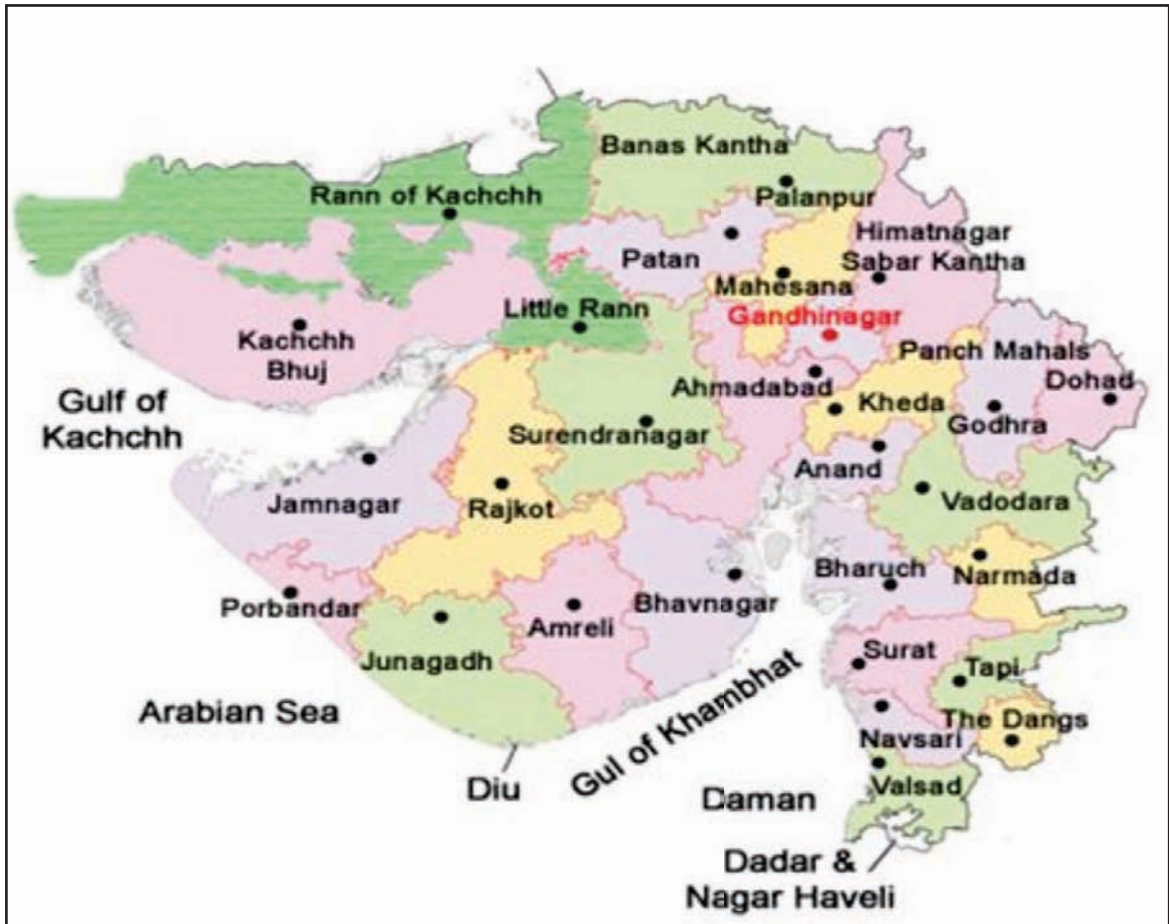 Banas Kantha
Palanpur
Rann of Kachchh
Himatnagar
Patan
Sabar Kantha
Mahesana
Little Rann
Gandhinagar
Kachchh
Bhuj
Panch Mahals
Dohad
Ahmadabad
Kheda
Gulf of
Kachchh
Surendranagar
Godhra
Anand
Jamnagar
Rajkot
Vadodara
Bharuch
Narmada
Porbandar
Amreli
Bhavnagar
Junagadh
Surat
Tapi
Arabian Sea
The Dangs
Gul of Khambhat
Navsari
Diu
Valsad
Daman
Dadar &
Nagar Haveli